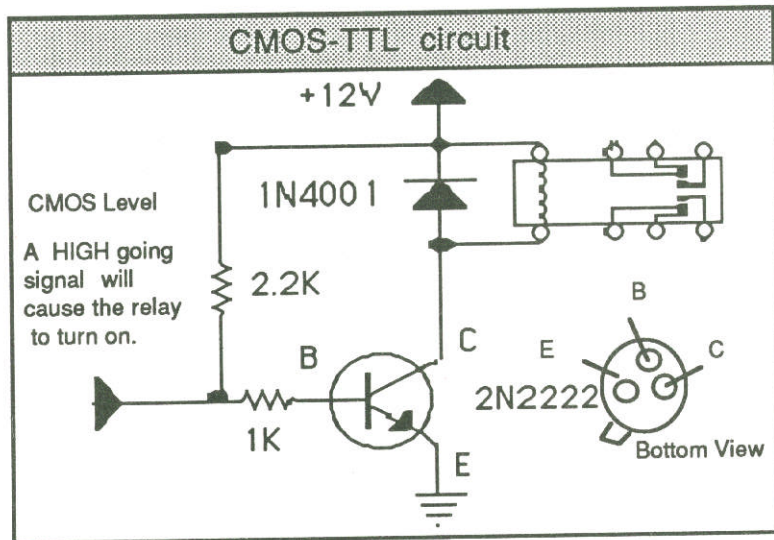 CMOS-TTL circuit
+12V
1N4001
CMOS Level
A HIGH going
signal will
cause the relay
to turn on.
2.2K
B
C
1K
E
B
E
C
2N2222
Bottom View